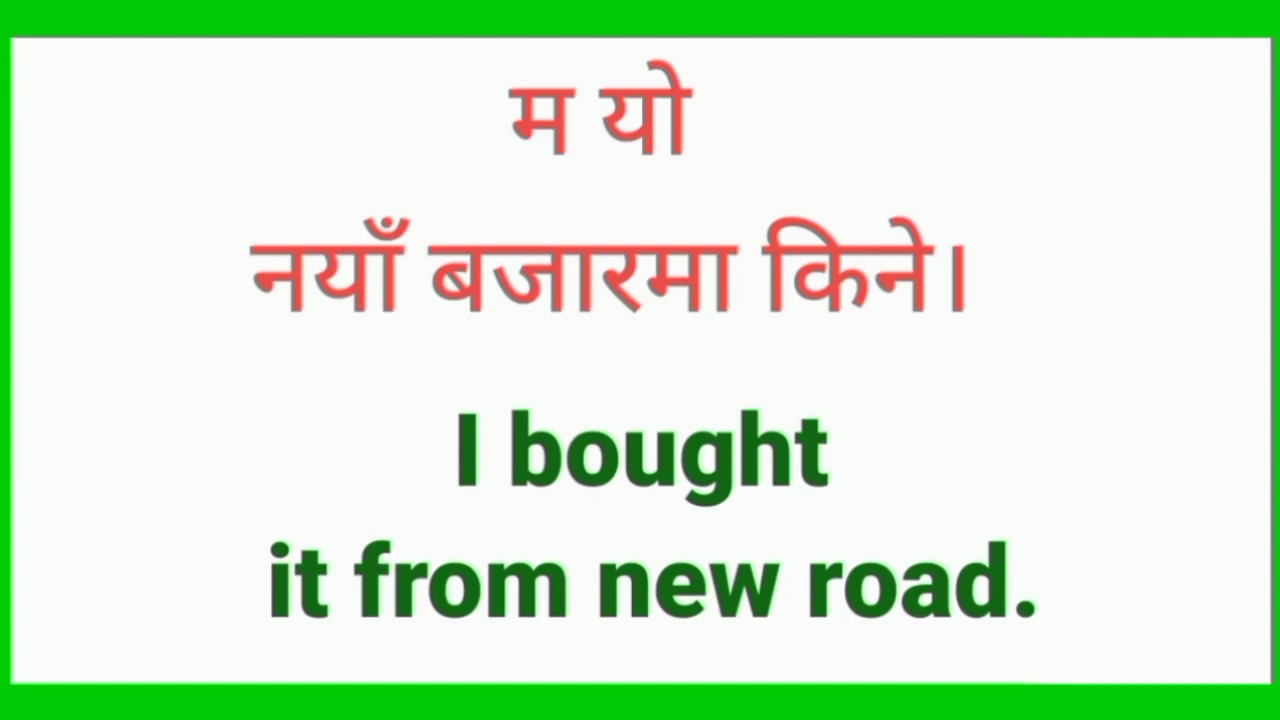 म यो
नयाँ बजारमा किने।
I bought
it from new road.